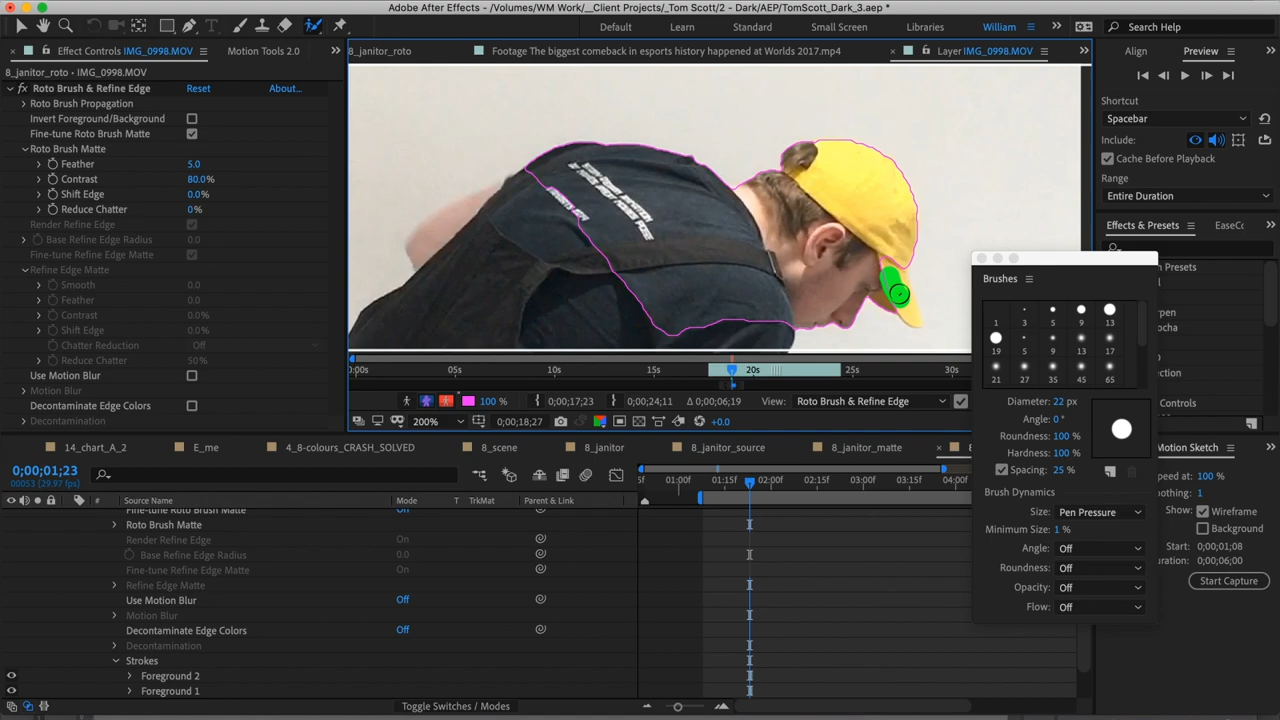 Adobe After Effects - /Volumes/WM Work/__Client Projects/_Tom Scott/2 - Dark/AEP/TomScott_Dark_3.aep *
Default Learn Standard Small Screen Libraries William Search Help
Effect Controls IMG_0998.MOV Motion Tools 2.0
8_janitor_roto Footage The biggest comeback in esports history happened at Worlds 2017.mp4 Layer IMG_0998.MOV
Align Preview
8_janitor_roto • IMG_0998.MOV
fx Roto Brush & Refine Edge Reset About...
Roto Brush Propagation
Invert Foreground/Background
Fine-tune Roto Brush Matte
Roto Brush Matte
Feather 5.0
Contrast 80.0%
Shift Edge 0.0%
Reduce Chatter 0%
Render Refine Edge
Base Refine Edge Radius 0.0
Fine-tune Refine Edge Matte
Refine Edge Matte
Smooth 0.0
Feather 0.0
Contrast 0.0%
Shift Edge 0.0%
Chatter Reduction Off
Reduce Chatter 50%
Use Motion Blur
Motion Blur
Decontaminate Edge Colors
Decontamination
Shortcut
Spacebar
Include:
Cache Before Playback
Range
Entire Duration
Effects & Presets EaseCo
n Presets
ocha
annel
Controls
Brushes
1 3 5 9 13
19 5 9 13 17
21 27 35 45 65
Diameter: 22 px
Angle: 0°
Roundness: 100 %
Hardness: 100 %
Spacing: 25 %
Brush Dynamics
Size: Pen Pressure
Minimum Size: 1 %
Angle: Off
Roundness: Off
Opacity: Off
Flow: Off
0:00s 05s 10s 15s 20s 25s 30s
100 % 0;00;17;23 0;00;24;11 Δ 0;00;06;19 View: Roto Brush & Refine Edge
200% 0;00;18;27 +0.0
14_chart_A_2 E_me 4_8-colours_CRASH_SOLVED 8_scene 8_janitor 8_janitor_source 8_janitor_matte
Motion Sketch
0;00;01;23
00053 (29.97 fps)
# Source Name Mode T TrkMat Parent & Link
01:00f 01:15f 02:00f 02:15f 03:00f 03:15f 04:00f
Fine-tune Roto Brush Matte On
Roto Brush Matte
Render Refine Edge On
Base Refine Edge Radius 0.0
Fine-tune Refine Edge Matte On
Refine Edge Matte
Use Motion Blur Off
Motion Blur
Decontaminate Edge Colors Off
Decontamination
Strokes
Foreground 2
Foreground 1
Toggle Switches / Modes
speed at: 100 %
oothing: 1
Show: Wireframe
Background
Start: 0;00;01;08
uration: 0;00;06;00
Start Capture